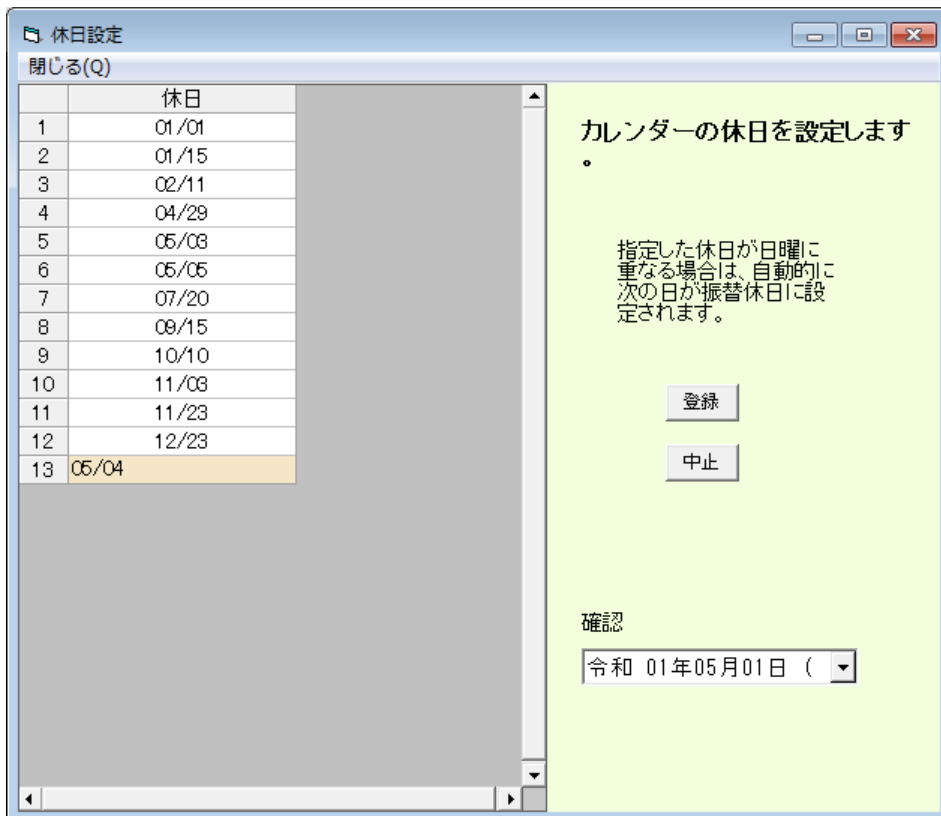 休日設定
閉じる(Q)
休日
1 01/01
2 01/15
3 02/11
4 04/29
5 05/03
6 05/05
7 07/20
8 09/15
9 10/10
10 11/03
11 11/23
12 12/23
13 05/04
カレンダーの休日を設定します
。
指定した休日が日曜に
重なる場合は、自動的に
次の日が振替休日に設
定されます。
登録
中止
確認
令和 01年05月01日 (